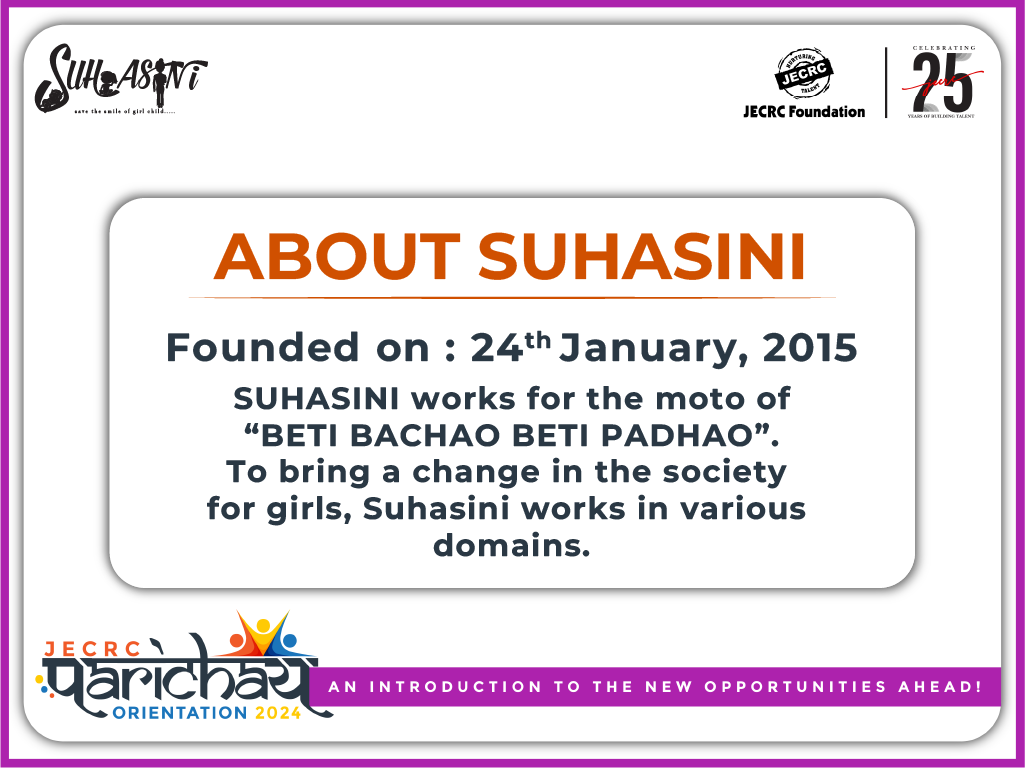 SUHASINI
save the smile of girl child.....
NURTURING
JECRC
TALENT
JECRC Foundation
CELEBRATING
25
years
YEARS OF BUILDING TALENT
ABOUT SUHASINI
Founded on : 24th January, 2015
SUHASINI works for the moto of
“BETI BACHAO BETI PADHAO”.
To bring a change in the society
for girls, Suhasini works in various
domains.
JECRC
parichay
ORIENTATION 2024
AN INTRODUCTION TO THE NEW OPPORTUNITIES AHEAD!